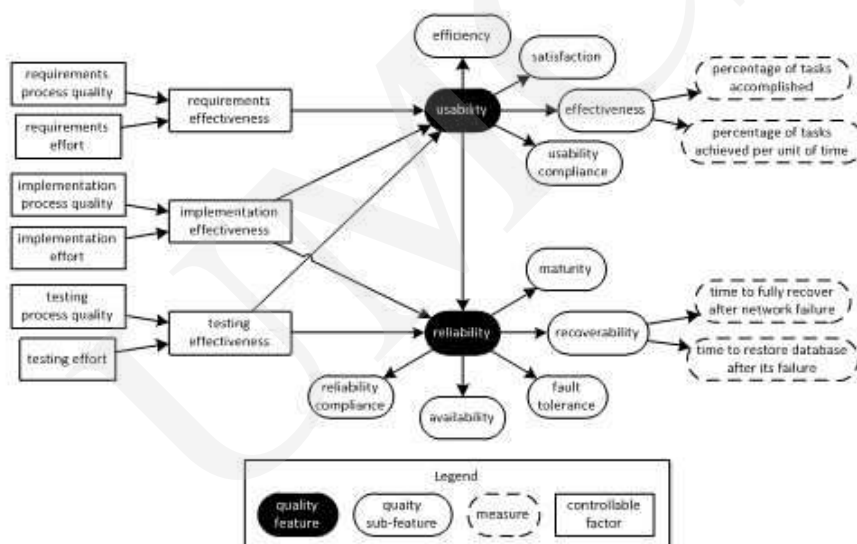 efficiency
satisfaction
percentage of tasks
accomplished
requirements
process quality
requirements
effectiveness
usability
effectiveness
requirements
effort
percentage of tasks
achieved per unit of time
usability
compliance
implementation
process quality
implementation
effectiveness
implementation
effort
maturity
testing
process quality
time to fully recover
after network failure
testing
effectiveness
reliability
recoverability
testing effort
time to restore database
after its failure
reliability
compliance
fault
tolerance
availability
Legend
quality
feature
quaity
sub-feature
measure
controllable
factor